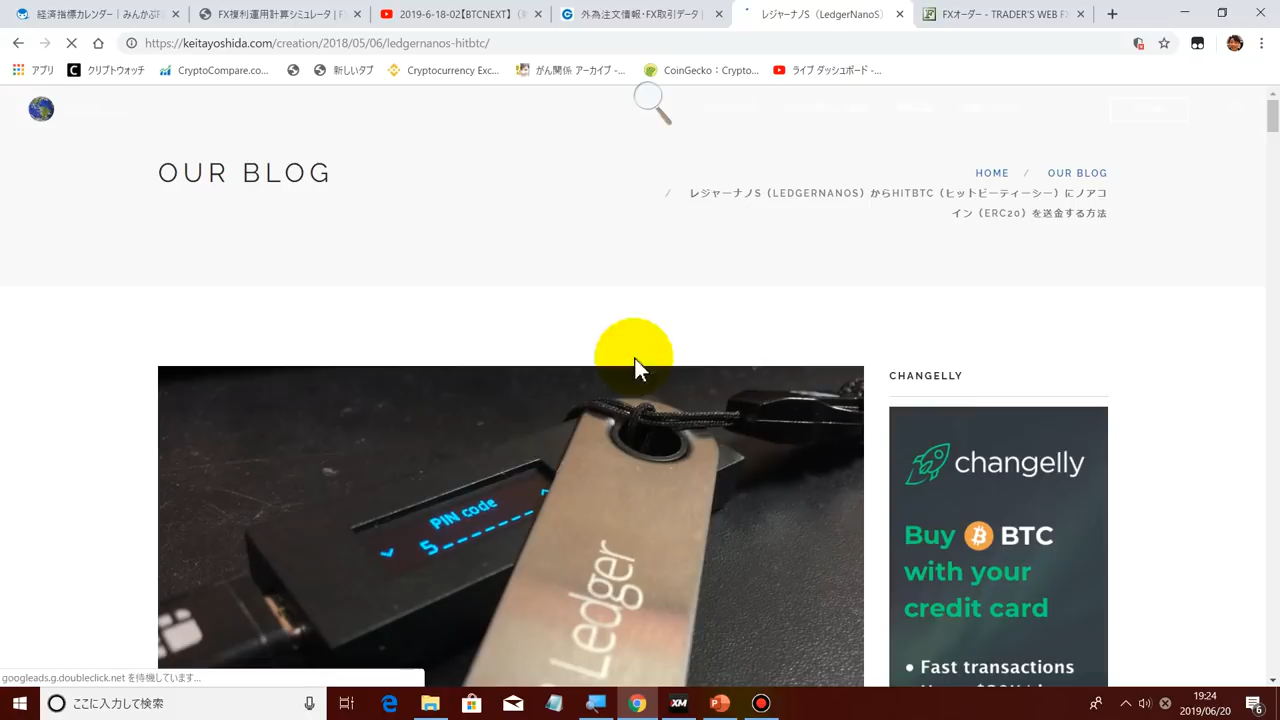 経済指標カレンダー | みんかぶF
FX複利運用計算シミュレータ | FX
2019-6-18-02【BTCNEXT】（
外為注文情報・FX取引データ |
レジャーナノS（LedgerNanoS）
FXオーダー - TRADER'S WEB FX
https://keitayoshida.com/creation/2018/05/06/ledgernanos-hitbtc/
アプリ
クリプトウォッチ
CryptoCompare.co...
新しいタブ
Cryptocurrency Exc...
がん関係 アーカイブ -...
CoinGecko：Crypto...
ライブ ダッシュボード -...
OUR BLOG
HOME / OUR BLOG
/ レジャーナノS（LEDGERNANOS）からHITBTC（ヒットビーティーシー）にノアコ
イン（ERC20）を送金する方法
CHANGELLY
PIN code
5
Ledger
changelly
Buy BTC
with your
credit card
• Fast transactions
googleads.g.doubleclick.net を待機しています...
ここに入力して検索
XM
19:24
2019/06/20
6